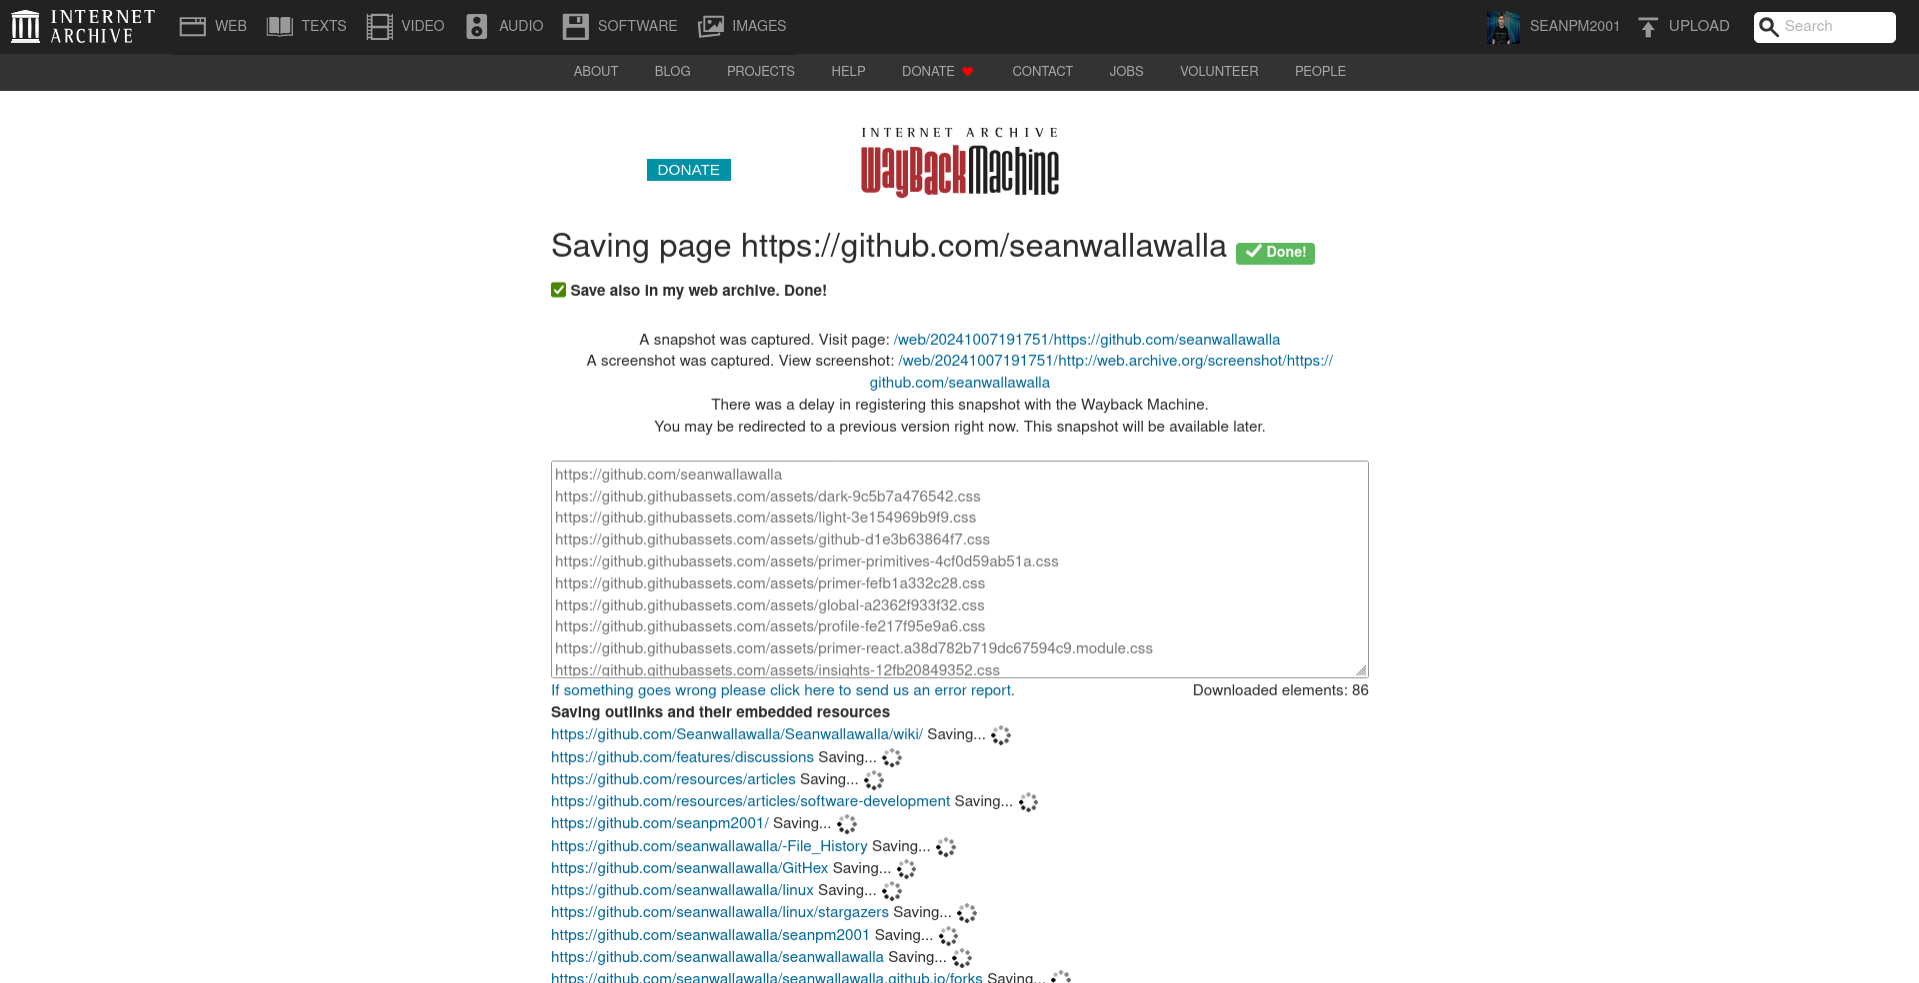 INTERNET ARCHIVE
WEB
TEXTS
VIDEO
AUDIO
SOFTWARE
IMAGES
SEANPM2001
UPLOAD
Search
ABOUT
BLOG
PROJECTS
HELP
DONATE
CONTACT
JOBS
VOLUNTEER
PEOPLE
DONATE
INTERNET ARCHIVE
WayBackMachine
Saving page https://github.com/seanwallawalla Done!
Save also in my web archive. Done!
A snapshot was captured. Visit page: /web/20241007191751/https://github.com/seanwallawalla
A screenshot was captured. View screenshot: /web/20241007191751/http://web.archive.org/screenshot/https://
github.com/seanwallawalla
There was a delay in registering this snapshot with the Wayback Machine.
You may be redirected to a previous version right now. This snapshot will be available later.
https://github.com/seanwallawalla
https://github.githubassets.com/assets/dark-9c5b7a476542.css
https://github.githubassets.com/assets/light-3e154969b9f9.css
https://github.githubassets.com/assets/github-d1e3b63864f7.css
https://github.githubassets.com/assets/primer-primitives-4cf0d59ab51a.css
https://github.githubassets.com/assets/primer-fefb1a332c28.css
https://github.githubassets.com/assets/global-a2362f933f32.css
https://github.githubassets.com/assets/profile-fe217f95e9a6.css
https://github.githubassets.com/assets/primer-react.a38d782b719dc67594c9.module.css
https://github.githubassets.com/assets/insights-12fb20849352.css
If something goes wrong please click here to send us an error report.
Downloaded elements: 86
Saving outlinks and their embedded resources
https://github.com/Seanwallawalla/Seanwallawalla/wiki/ Saving...
https://github.com/features/discussions Saving...
https://github.com/resources/articles Saving...
https://github.com/resources/articles/software-development Saving...
https://github.com/seanpm2001/ Saving...
https://github.com/seanwallawalla/-File_History Saving...
https://github.com/seanwallawalla/GitHex Saving...
https://github.com/seanwallawalla/linux Saving...
https://github.com/seanwallawalla/linux/stargazers Saving...
https://github.com/seanwallawalla/seanpm2001 Saving...
https://github.com/seanwallawalla/seanwallawalla Saving...
https://github.com/seanwallawalla/seanwallawalla.github.io/forks Saving...